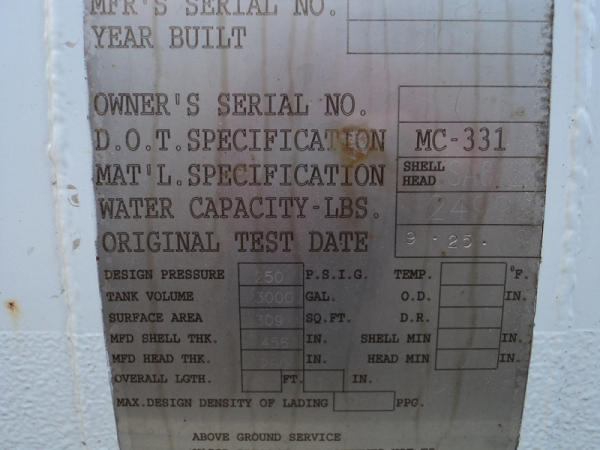 MFR'S SERIAL NO.
YEAR BUILT
OWNER'S SERIAL NO.
D.O.T. SPECIFICATION MC-331
MAT'L. SPECIFICATION SHELL HEAD
WATER CAPACITY-LBS.
ORIGINAL TEST DATE 9·25·
DESIGN PRESSURE 250 P.S.I.G. TEMP. °F.
TANK VOLUME 3000 GAL. O.D. IN.
SURFACE AREA 309 SQ.FT. D.R.
MFD SHELL THK. IN. SHELL MIN IN.
MFD HEAD THK. IN. HEAD MIN IN.
OVERALL LGTH. FT. IN.
MAX. DESIGN DENSITY OF LADING PPG.
ABOVE GROUND SERVICE